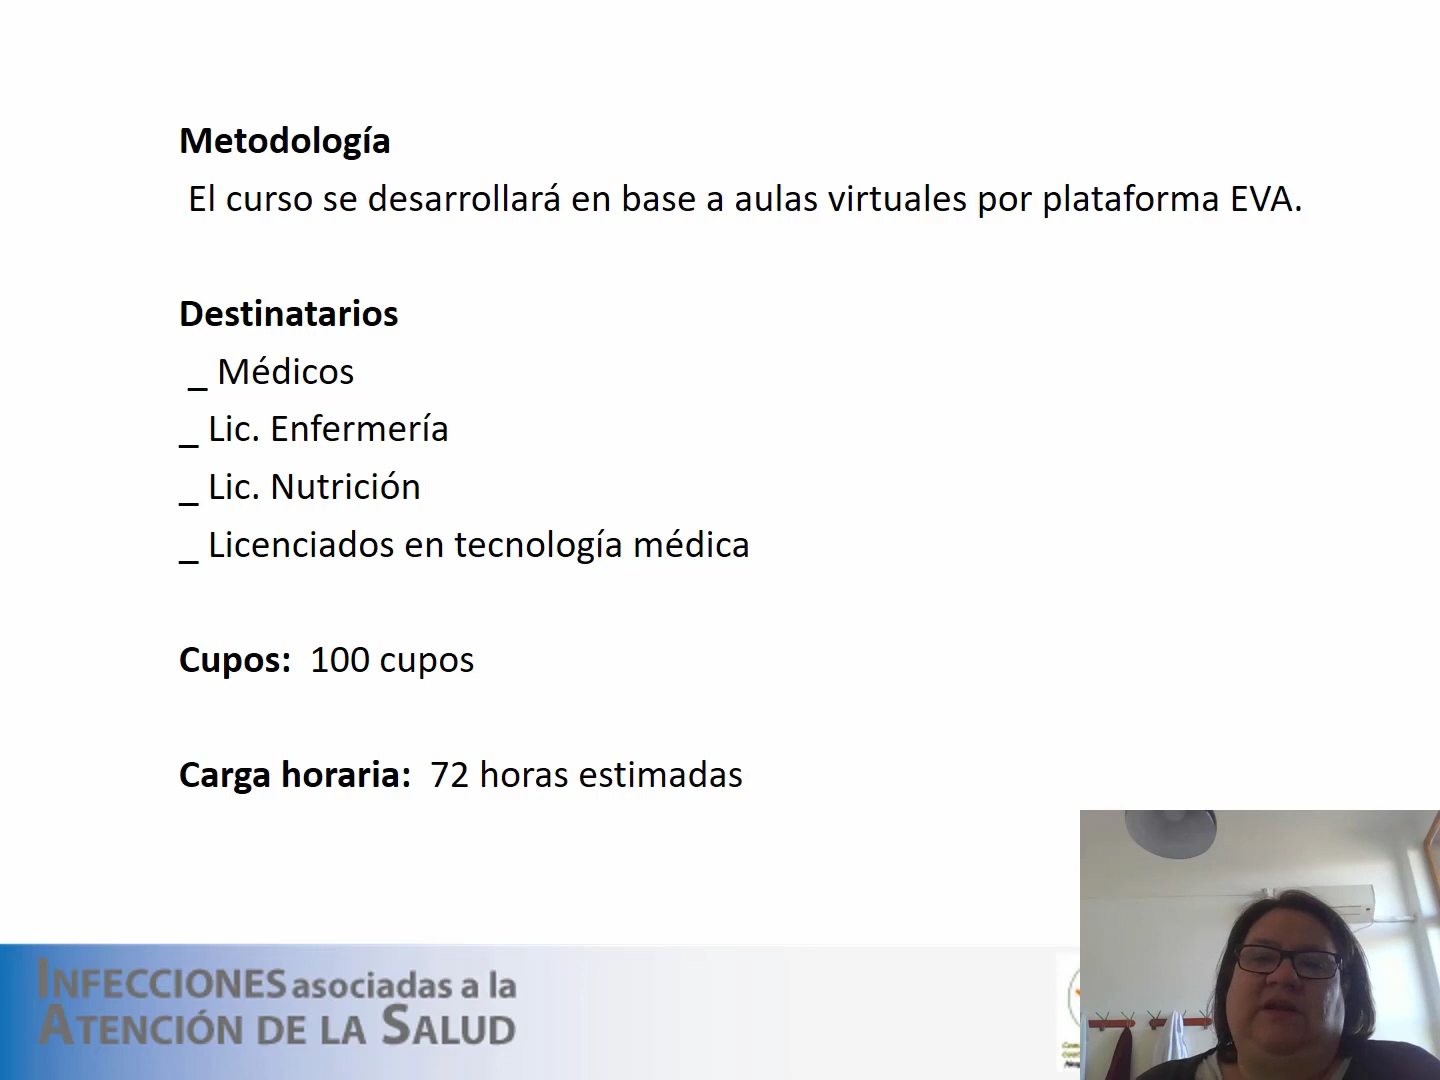 Metodología
El curso se desarrollará en base a aulas virtuales por plataforma EVA.
Destinatarios
_ Médicos
_ Lic. Enfermería
_ Lic. Nutrición
_ Licenciados en tecnología médica
Cupos: 100 cupos
Carga horaria: 72 horas estimadas
INFECCIONES asociadas a la
ATENCIÓN DE LA SALUD